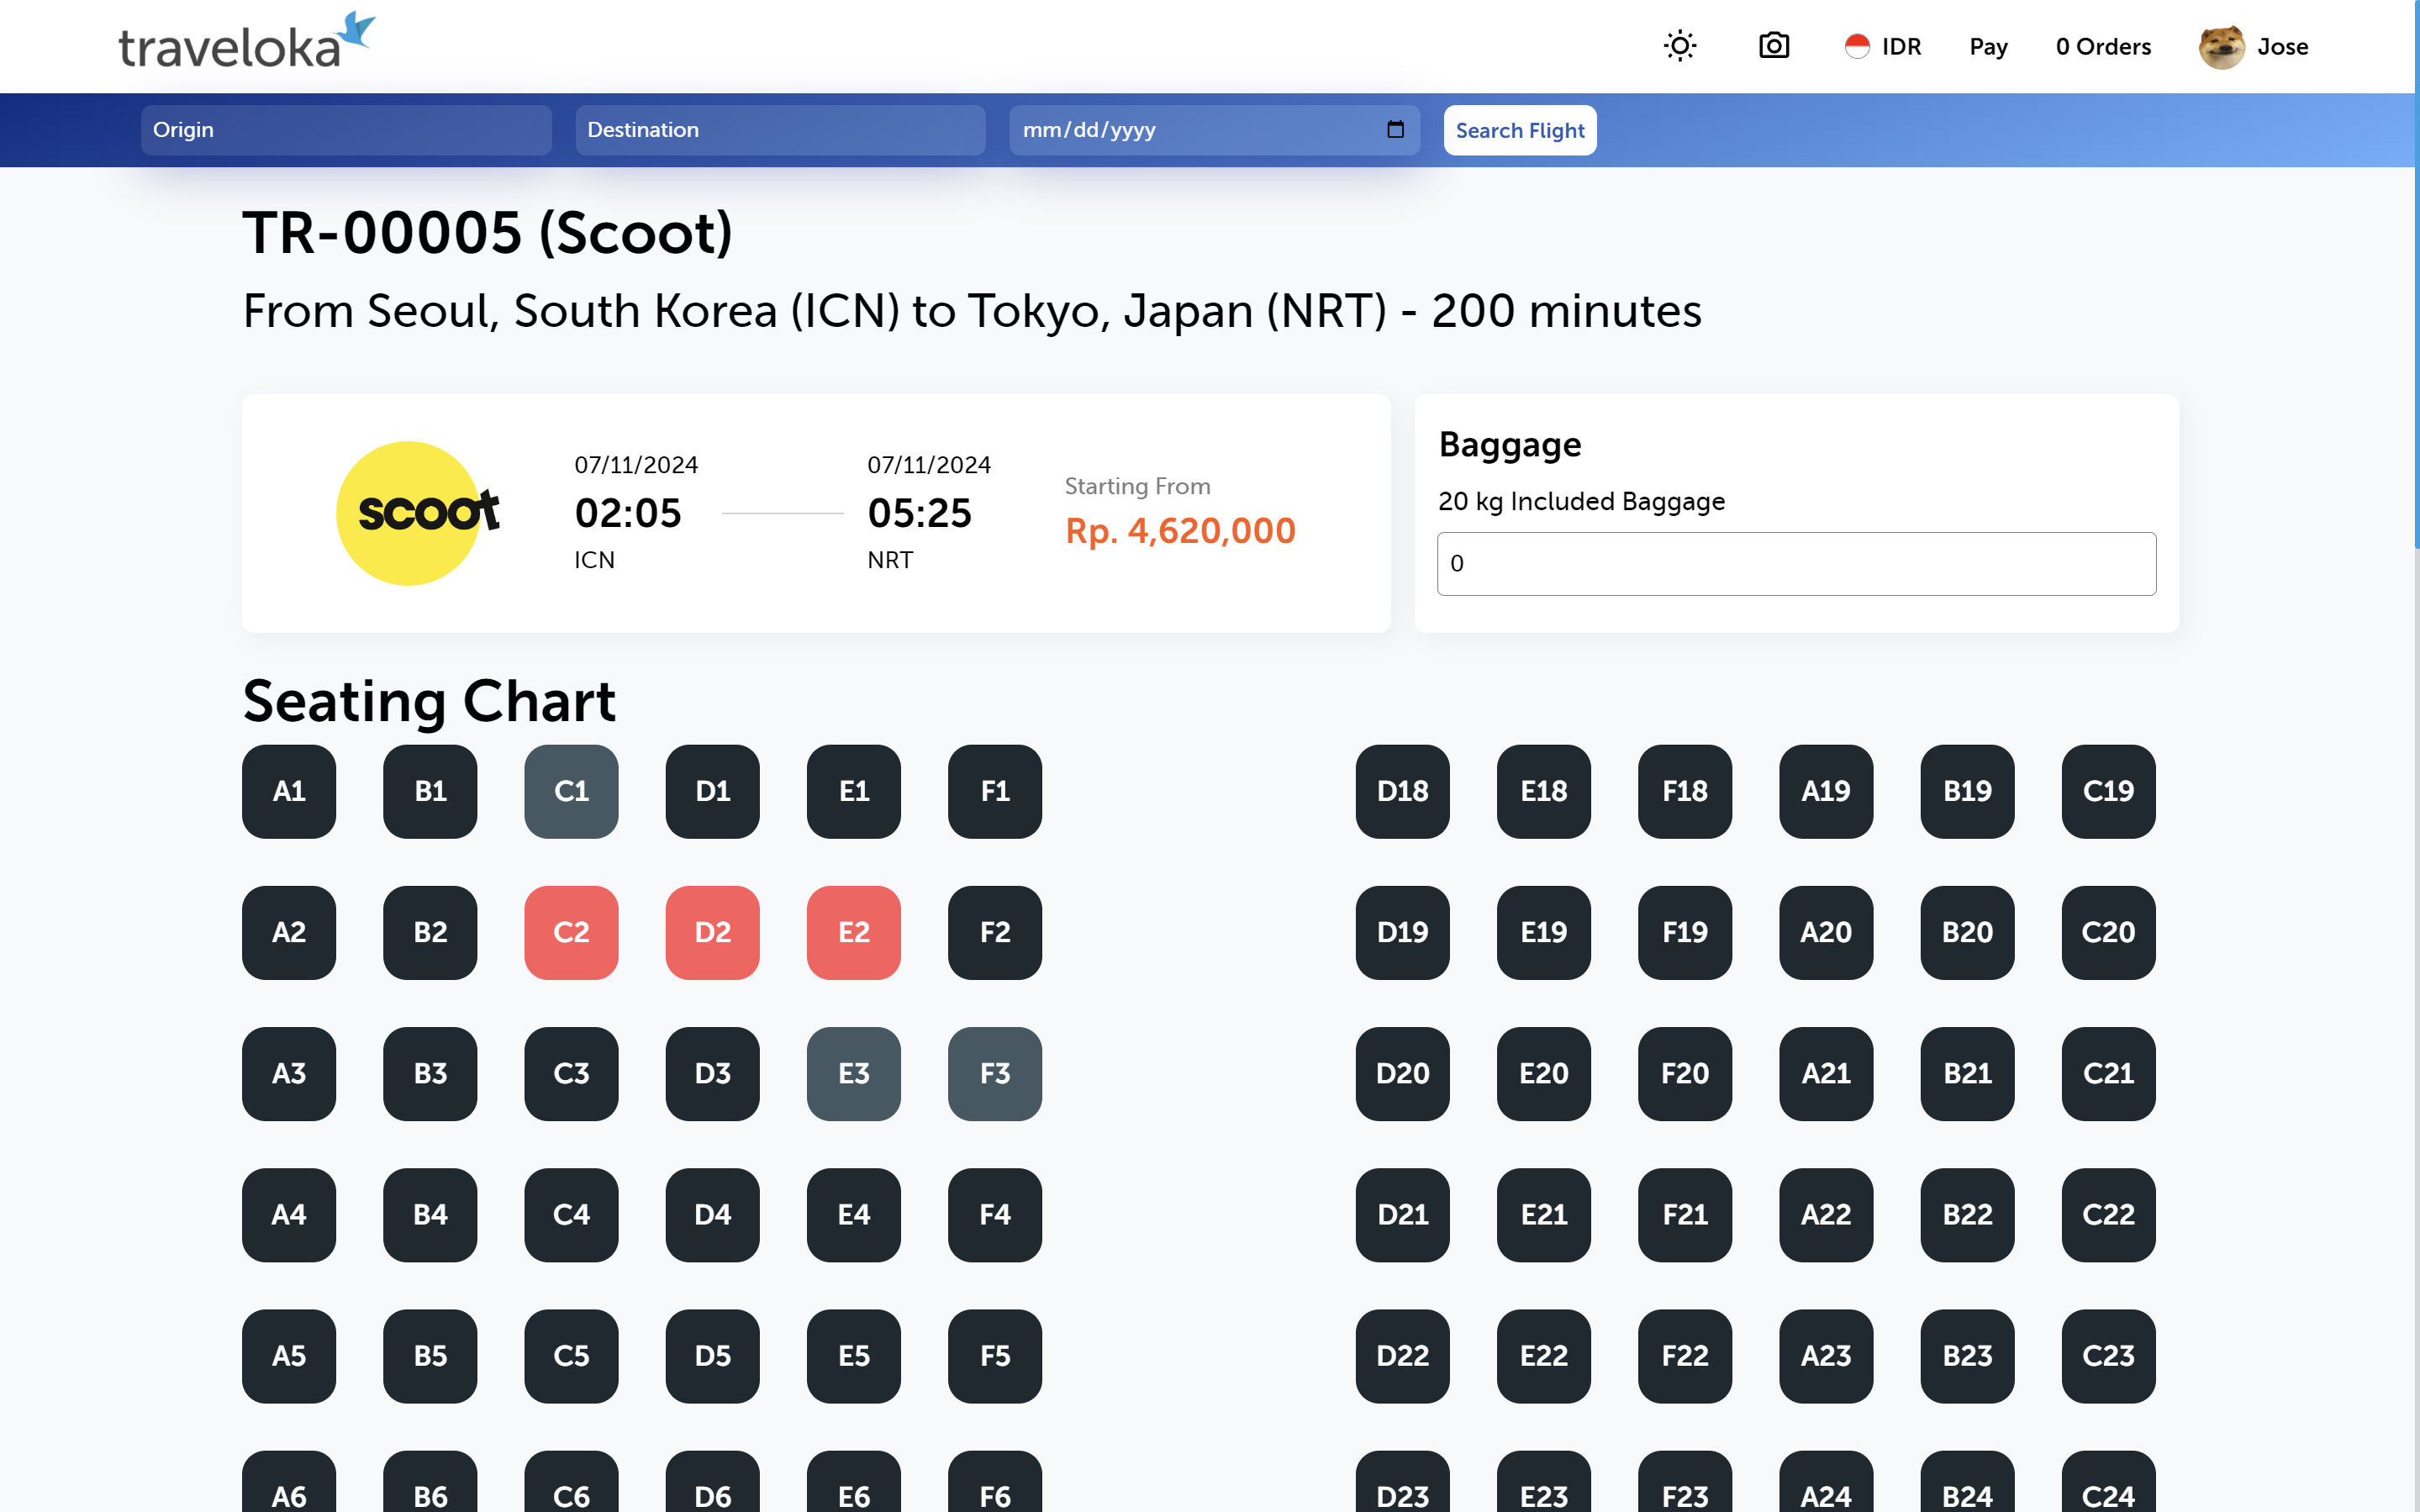 traveloka
IDR Pay 0 Orders Jose
Origin Destination mm/dd/yyyy Search Flight
TR-00005 (Scoot)
From Seoul, South Korea (ICN) to Tokyo, Japan (NRT) - 200 minutes
scoot
07/11/2024
02:05
ICN
07/11/2024
05:25
NRT
Starting From
Rp. 4,620,000
Baggage
20 kg Included Baggage
0
Seating Chart
A1 B1 C1 D1 E1 F1 D18 E18 F18 A19 B19 C19
A2 B2 C2 D2 E2 F2 D19 E19 F19 A20 B20 C20
A3 B3 C3 D3 E3 F3 D20 E20 F20 A21 B21 C21
A4 B4 C4 D4 E4 F4 D21 E21 F21 A22 B22 C22
A5 B5 C5 D5 E5 F5 D22 E22 F22 A23 B23 C23
A6 B6 C6 D6 E6 F6 D23 E23 F23 A24 B24 C24